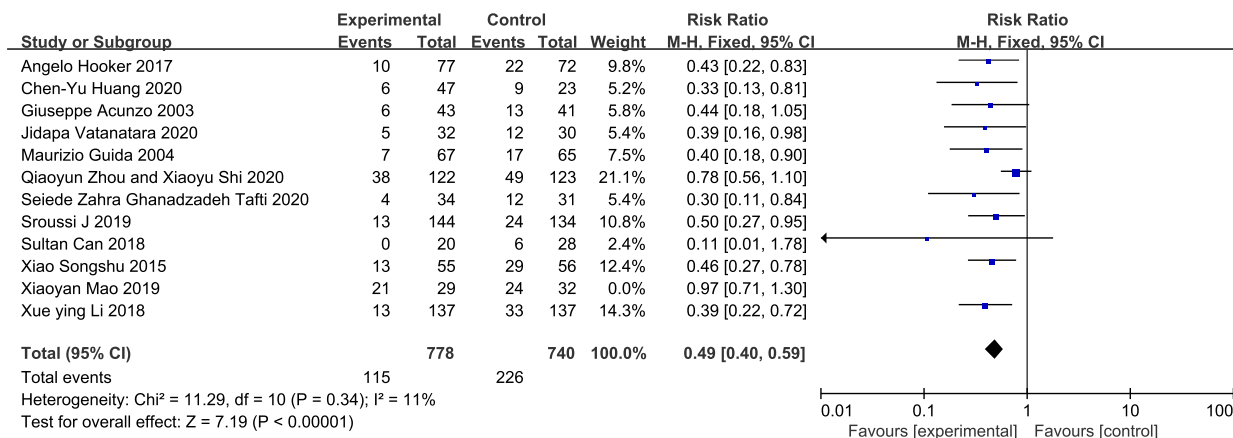 Experimental Control Risk Ratio Risk Ratio
Study or Subgroup Events Total Events Total Weight M-H, Fixed, 95% CI M-H, Fixed, 95% CI
Angelo Hooker 2017 10 77 22 72 9.8% 0.43 [0.22, 0.83]
Chen-Yu Huang 2020 6 47 9 23 5.2% 0.33 [0.13, 0.81]
Giuseppe Acunzo 2003 6 43 13 41 5.8% 0.44 [0.18, 1.05]
Jidapa Vatanatara 2020 5 32 12 30 5.4% 0.39 [0.16, 0.98]
Maurizio Guida 2004 7 67 17 65 7.5% 0.40 [0.18, 0.90]
Qiaoyun Zhou and Xiaoyu Shi 2020 38 122 49 123 21.1% 0.78 [0.56, 1.10]
Seiede Zahra Ghanadzadeh Tafti 2020 4 34 12 31 5.4% 0.30 [0.11, 0.84]
Sroussi J 2019 13 144 24 134 10.8% 0.50 [0.27, 0.95]
Sultan Can 2018 0 20 6 28 2.4% 0.11 [0.01, 1.78]
Xiao Songshu 2015 13 55 29 56 12.4% 0.46 [0.27, 0.78]
Xiaoyan Mao 2019 21 29 24 32 0.0% 0.97 [0.71, 1.30]
Xue ying Li 2018 13 137 33 137 14.3% 0.39 [0.22, 0.72]
Total (95% CI) 778 740 100.0% 0.49 [0.40, 0.59]
Total events 115 226
Heterogeneity: Chi² = 11.29, df = 10 (P = 0.34); I² = 11%
Test for overall effect: Z = 7.19 (P < 0.00001)
0.01 0.1 1 10 100
Favours [experimental] Favours [control]